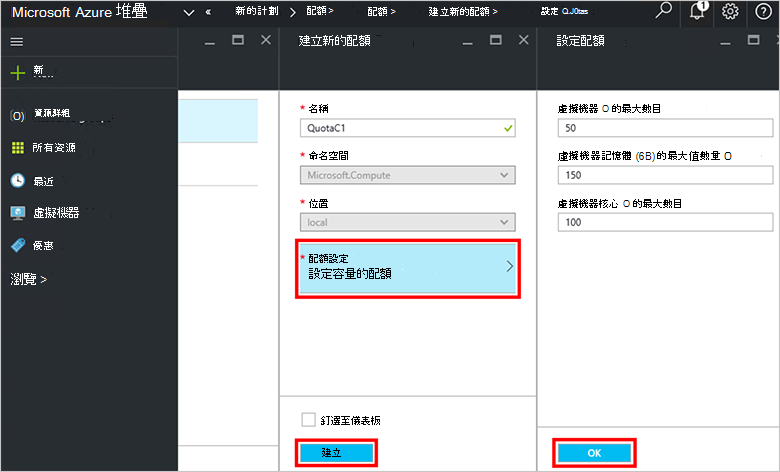 Microsoft Azure 堆疊
« 新的計劃 > 配額 > 配額 > 建立新的配額 > 設定 QJ0tas
1
新
資源群組
所有資源
最近
虛擬機器
優惠
瀏覽 >
建立新的配額
* 名稱
QuotaC1
* 命名空間
Microsoft.Compute
* 位置
local
* 配額設定
設定容量的配額
釘選至儀表板
建立
設定配額
虛擬機器 O 的最大數目
50
虛擬機器記憶體 (6B) 的最大值數量 O
150
虛擬機器核心 O 的最大數目
100
OK